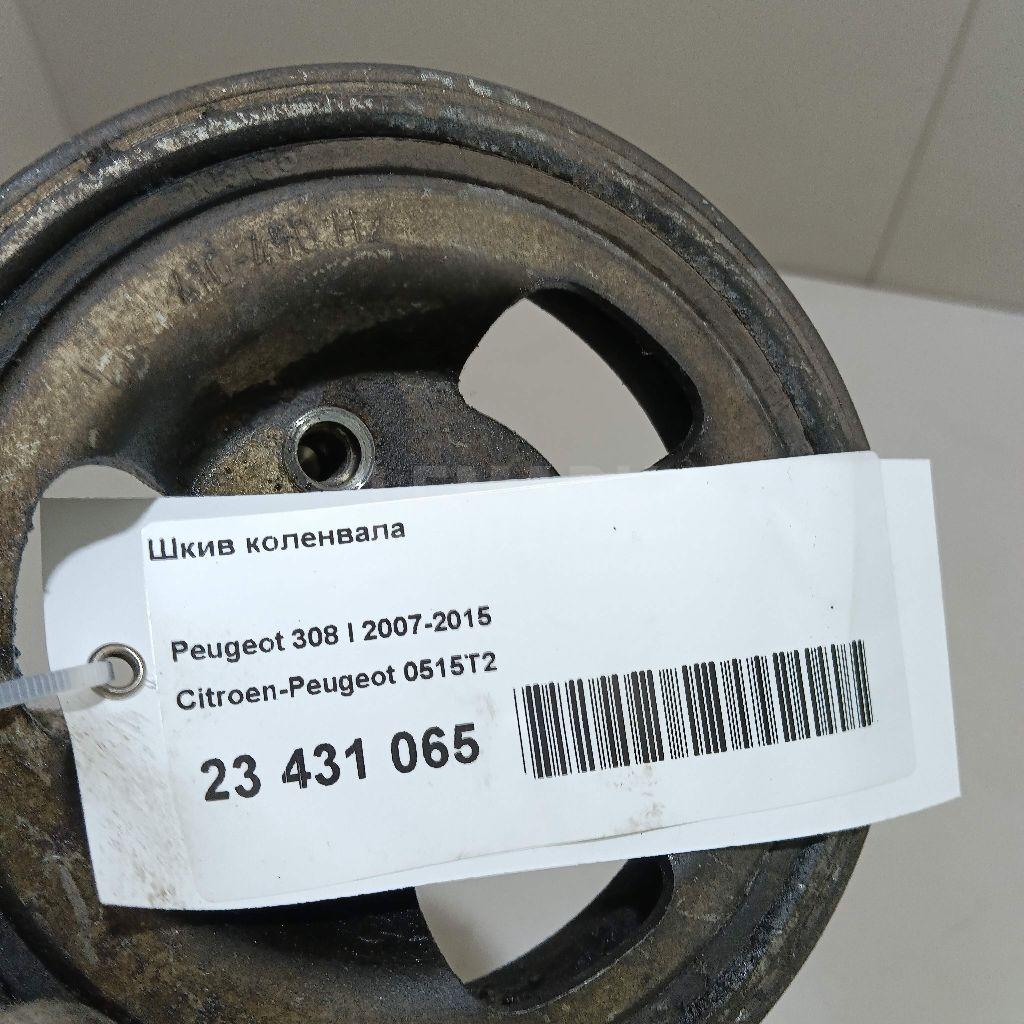 Шкив коленвала
Peugeot 308 I 2007-2015
Citroen-Peugeot 0515T2
23 431 065